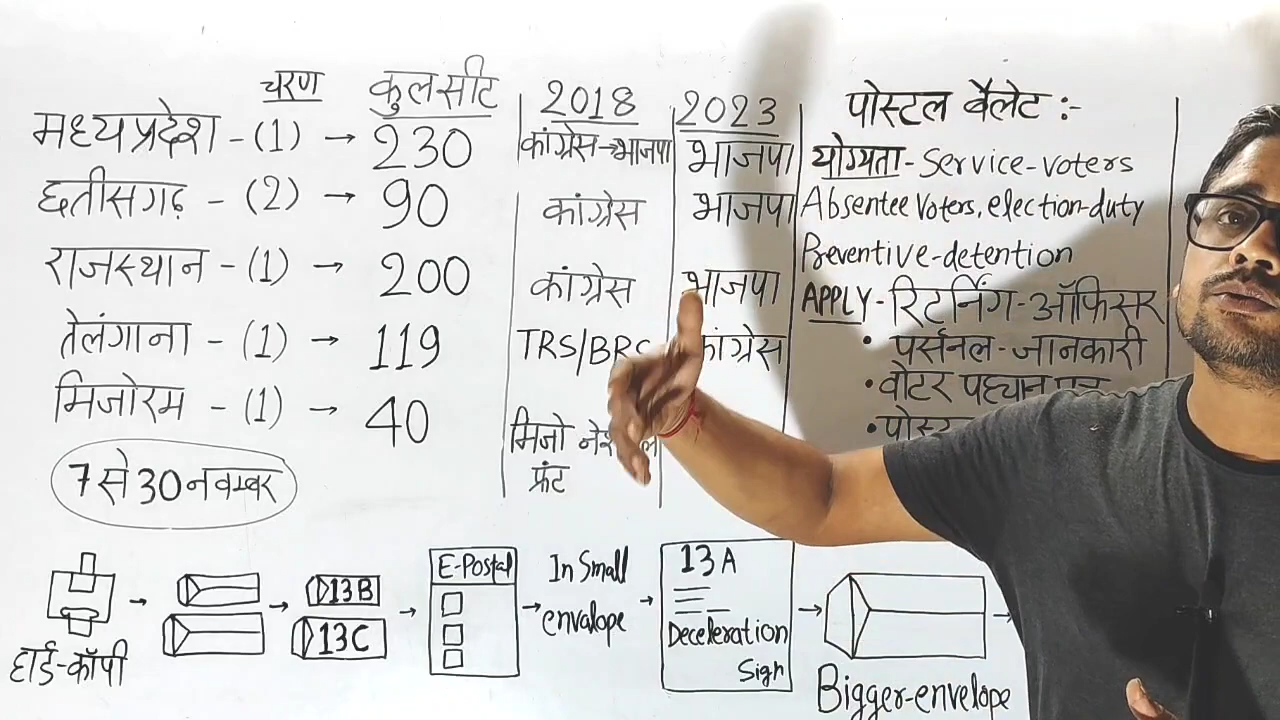 चरण कुल सीट
मध्यप्रदेश - (1) → 230
छत्तीसगढ़ - (2) → 90
राजस्थान - (1) → 200
तेलंगाना - (1) → 119
मिजोरम - (1) → 40
7 से 30 नवम्बर
2018 2023
कांग्रेस→भाजपा भाजपा
कांग्रेस भाजपा
कांग्रेस भाजपा
TRS/BRS कांग्रेस
मिजो
फ्रंट
पोस्टल बैलेट :-
योग्यता - Service-voters
Absentee Voters, election-duty
Preventive-detention
APPLY - रिटर्निंग-ऑफिसर
• पर्सनल-जानकारी
• वोटर पहचान पत्र
हार्ड-कॉपी
13B
13C
E-Postal
In Small
envalope
13A
Deceleration
Sign
Bigger-envelope